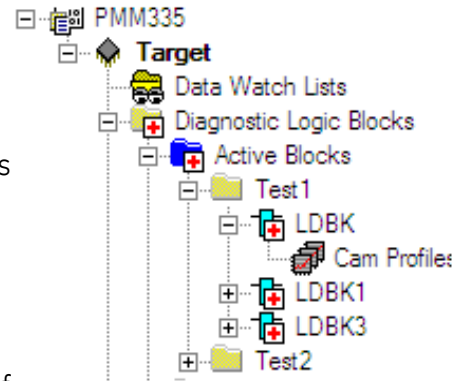 PMM335
Target
Data Watch Lists
Diagnostic Logic Blocks
s
Active Blocks
Test1
LDBK
Cam Profiles
LDBK1
LDBK3
Test2
f